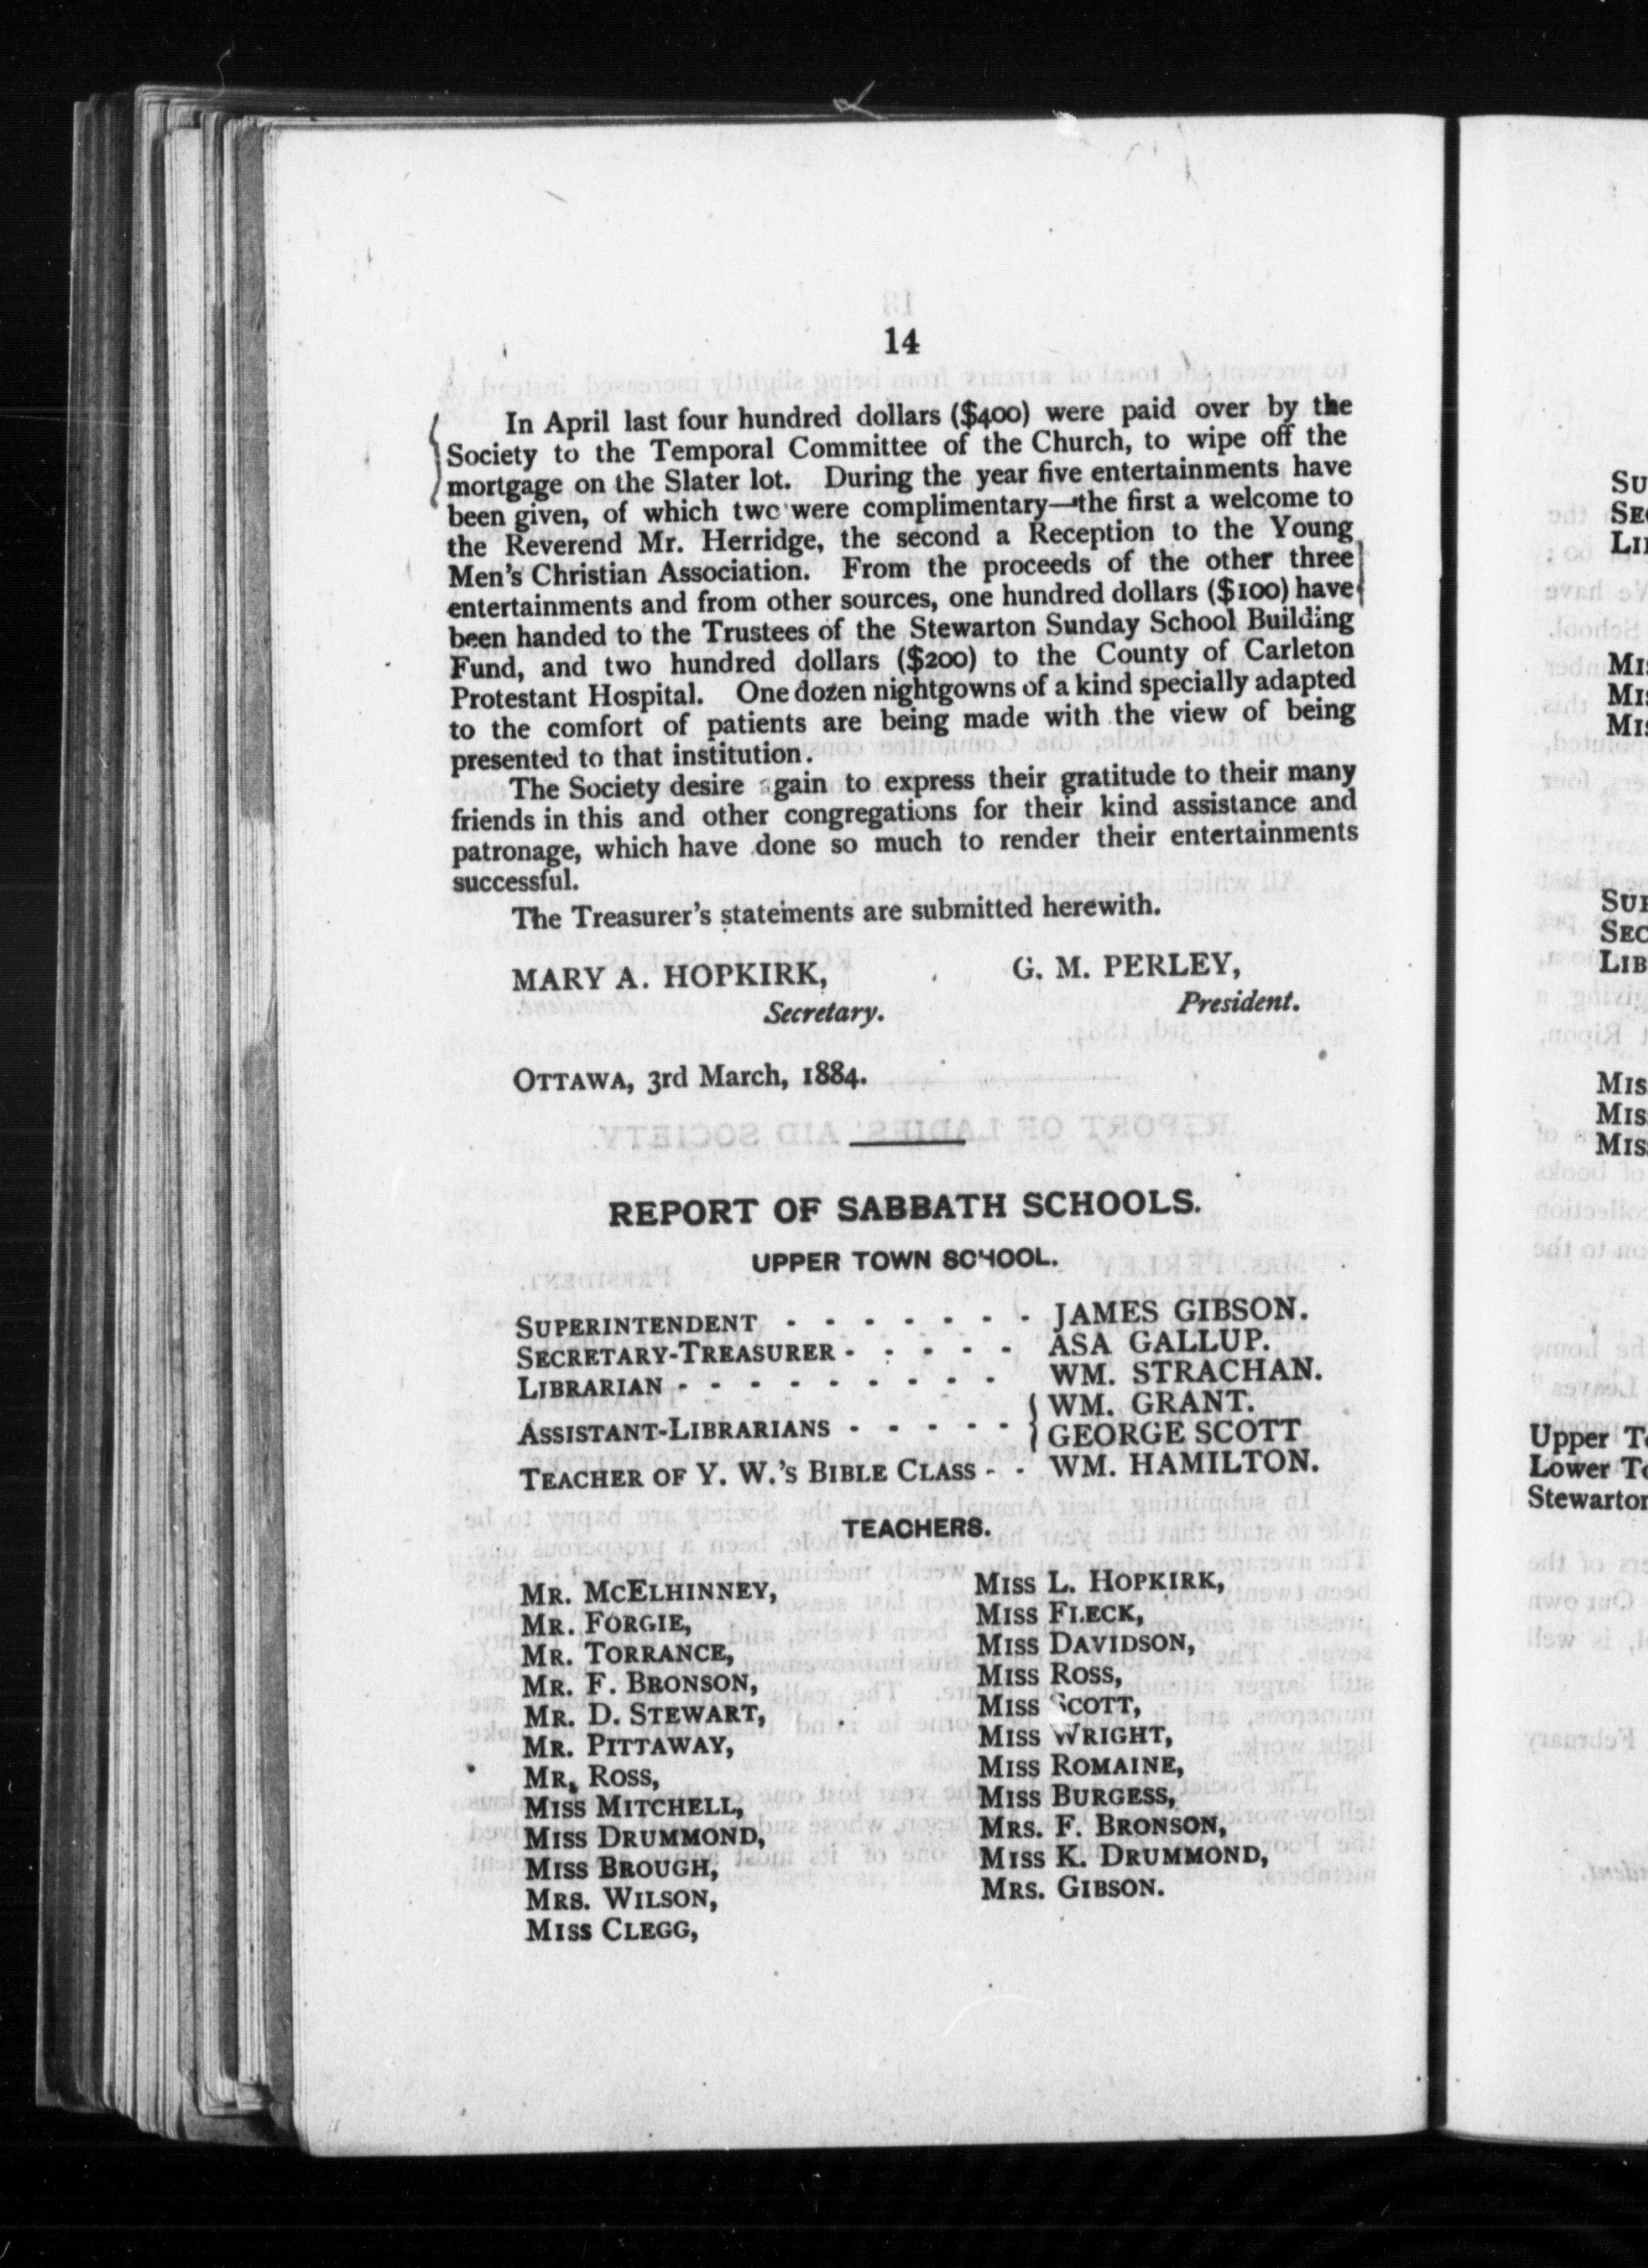 14
In April last four hundred dollars ($400) were paid over by the
Society to the Temporal Committee of the Church, to wipe off the
mortgage on the Slater lot. During the year five entertainments have
been given, of which two were complimentary—the first a welcome to
the Reverend Mr. Herridge, the second a Reception to the Young
Men's Christian Association. From the proceeds of the other three
entertainments and from other sources, one hundred dollars ($100) have
been handed to the Trustees of the Stewarton Sunday School Building
Fund, and two hundred dollars ($200) to the County of Carleton
Protestant Hospital. One dozen nightgowns of a kind specially adapted
to the comfort of patients are being made with the view of being
presented to that institution.
The Society desire again to express their gratitude to their many
friends in this and other congregations for their kind assistance and
patronage, which have done so much to render their entertainments
successful.
The Treasurer's statements are submitted herewith.
MARY A. HOPKIRK, G. M. PERLEY,
Secretary. President.
OTTAWA, 3rd March, 1884.
REPORT OF SABBATH SCHOOLS.
UPPER TOWN SCHOOL.
SUPERINTENDENT - - - - - - - JAMES GIBSON.
SECRETARY-TREASURER - - - - - ASA GALLUP.
LIBRARIAN - - - - - - - - - WM. STRACHAN.
ASSISTANT-LIBRARIANS - - - - - { WM. GRANT.
GEORGE SCOTT
TEACHER OF Y. W.'S BIBLE CLASS - - WM. HAMILTON.
TEACHERS.
MR. MCELHINNEY,
MR. FORGIE,
MR. TORRANCE,
MR. F. BRONSON,
MR. D. STEWART,
MR. PITTAWAY,
MR. ROSS,
MISS MITCHELL,
MISS DRUMMOND,
MISS BROUGH,
MRS. WILSON,
MISS CLEGG,
MISS L. HOPKIRK,
MISS FLECK,
MISS DAVIDSON,
MISS ROSS,
MISS SCOTT,
MISS WRIGHT,
MISS ROMAINE,
MISS BURGESS,
MRS. F. BRONSON,
MISS K. DRUMMOND,
MRS. GIBSON.
Upper
Lower